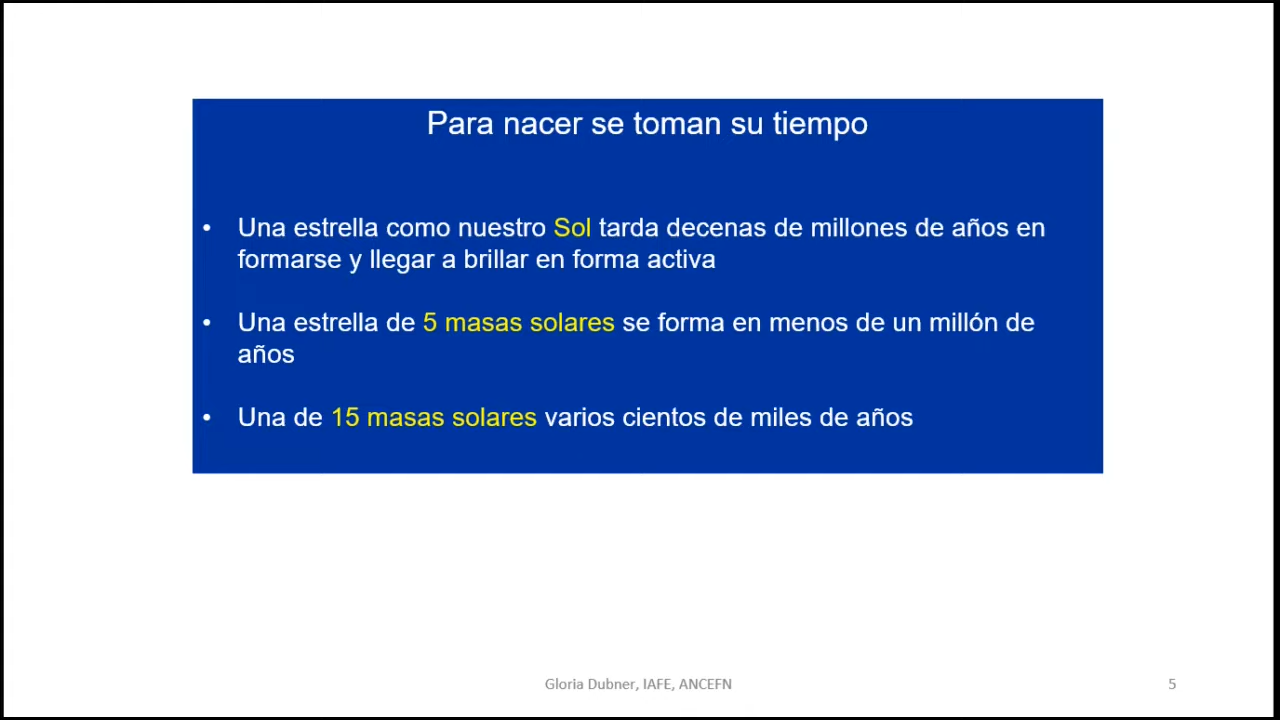 Para nacer se toman su tiempo
• Una estrella como nuestro Sol tarda decenas de millones de años en
formarse y llegar a brillar en forma activa
• Una estrella de 5 masas solares se forma en menos de un millón de
años
• Una de 15 masas solares varios cientos de miles de años
Gloria Dubner, IAFE, ANCEFN
5